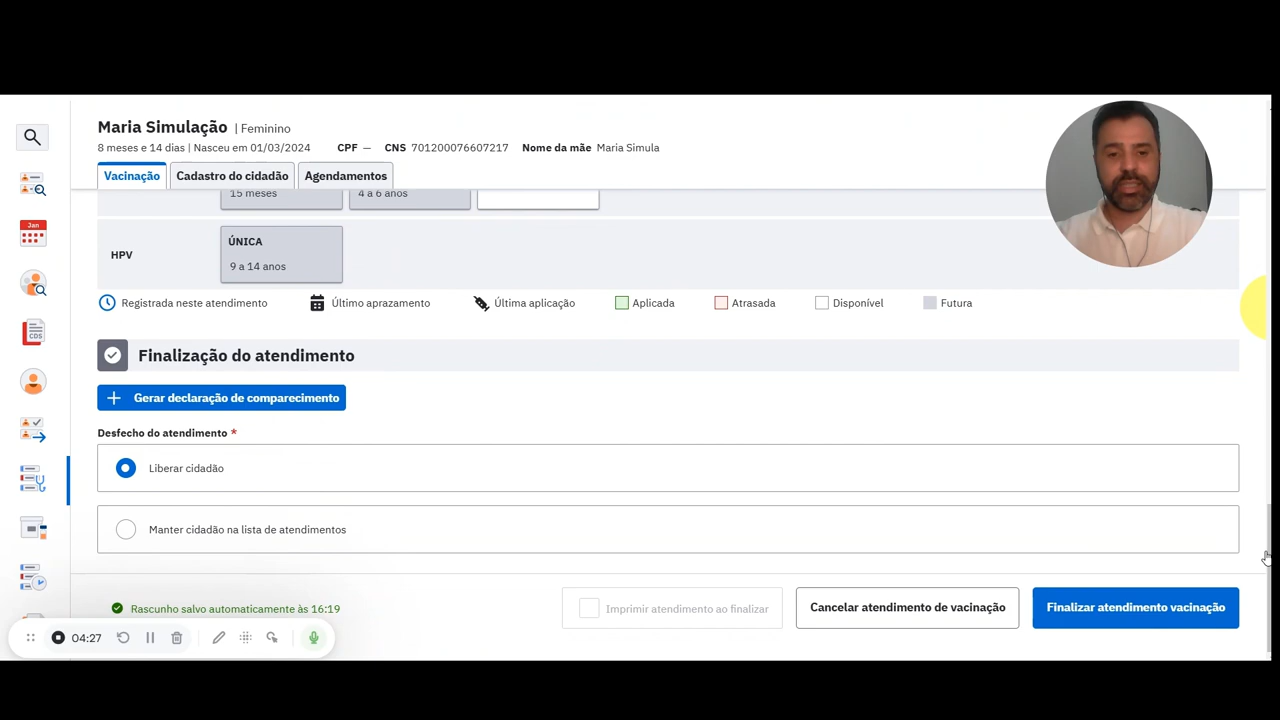 Maria Simulação | Feminino
8 meses e 14 dias | Nasceu em 01/03/2024 CPF — CNS 701200076607217 Nome da mãe Maria Simula
Vacinação Cadastro do cidadão Agendamentos
15 meses 4 a 6 anos
HPV
ÚNICA
9 a 14 anos
Registrada neste atendimento Último aprazamento Última aplicação Aplicada Atrasada Disponível Futura
Finalização do atendimento
Gerar declaração de comparecimento
Desfecho do atendimento *
Liberar cidadão
Manter cidadão na lista de atendimentos
Rascunho salvo automaticamente às 16:19
Imprimir atendimento ao finalizar
Cancelar atendimento de vacinação
Finalizar atendimento vacinação
04:27
Jan
CDS